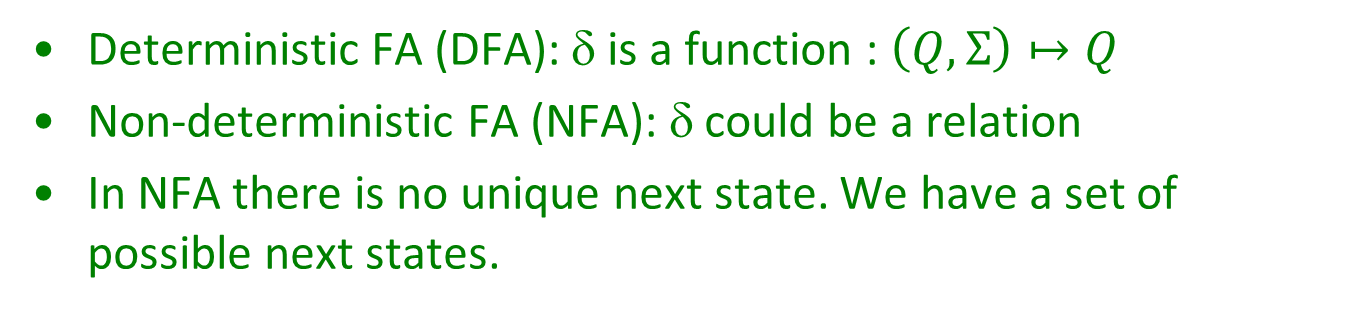 • Deterministic FA (DFA): δ is a function : (𝑄, Σ) ↦ 𝑄
• Non-deterministic FA (NFA): δ could be a relation
• In NFA there is no unique next state. We have a set of
possible next states.